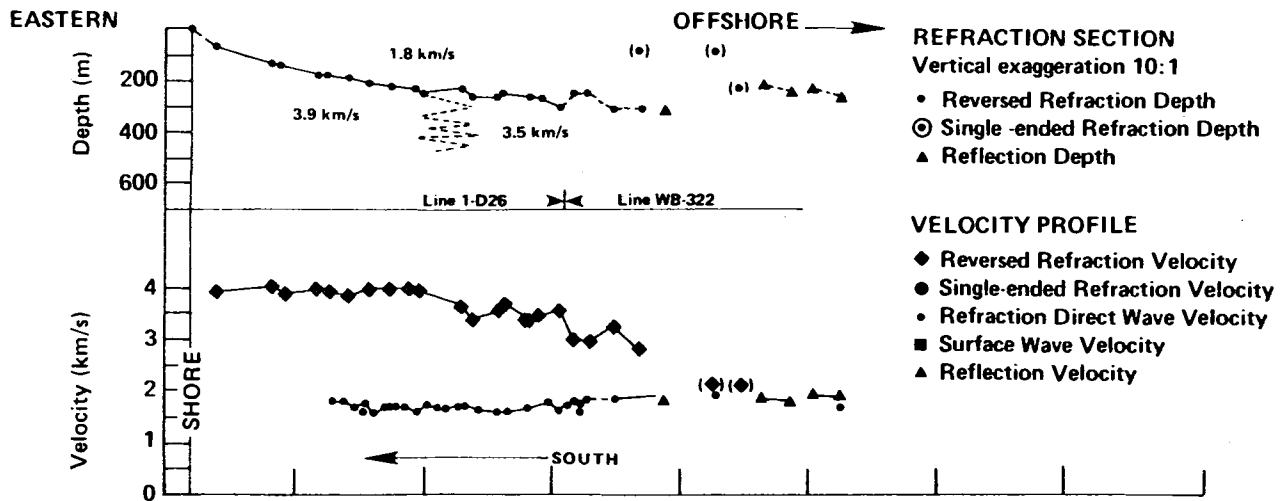 EASTERN
OFFSHORE
Depth (m)
200
400
600
1.8 km/s
3.9 km/s
3.5 km/s
Line 1-D26
Line WB-322
REFRACTION SECTION
Vertical exaggeration 10:1
Reversed Refraction Depth
Single-ended Refraction Depth
Reflection Depth
Velocity (km/s)
4
3
2
1
0
SHORE
SOUTH
VELOCITY PROFILE
Reversed Refraction Velocity
Single-ended Refraction Velocity
Refraction Direct Wave Velocity
Surface Wave Velocity
Reflection Velocity